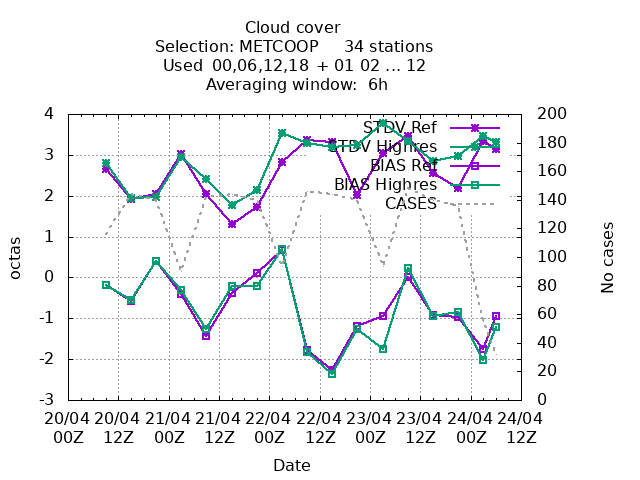 Cloud cover
Selection: METCOOP 34 stations
Used 00,06,12,18 + 01 02 ... 12
Averaging window: 6h
4
3
2
1
0
-1
-2
-3
octas
200
180
160
140
120
100
80
60
40
20
0
No cases
STDV Ref
STDV Highres
BIAS Ref
BIAS Highres
CASES
20/04 20/04 21/04 21/04 22/04 22/04 23/04 23/04 24/04 24/04
00Z 12Z 00Z 12Z 00Z 12Z 00Z 12Z 00Z 12Z
Date